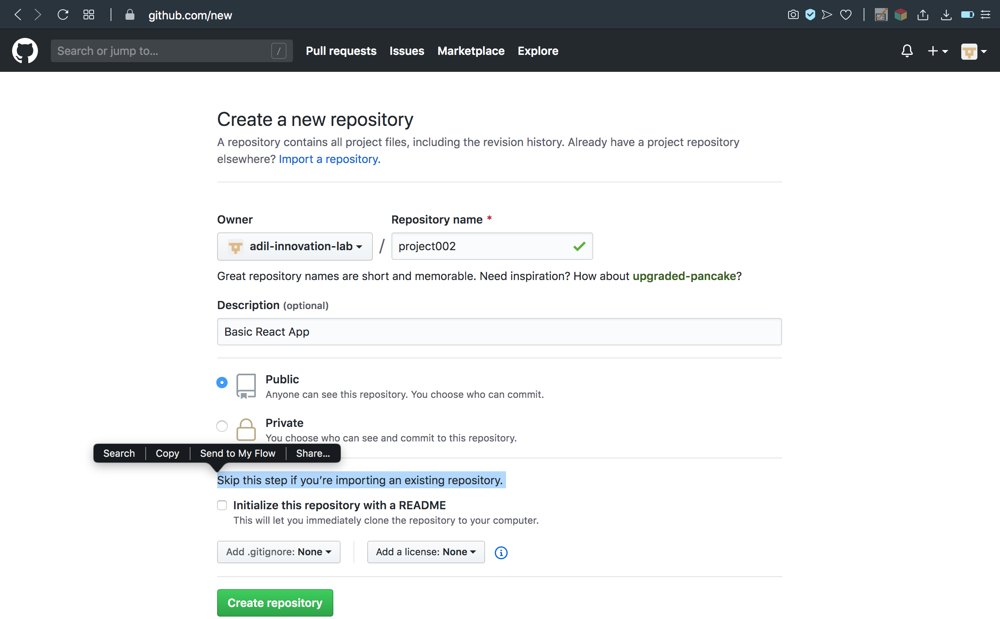 github.com/new
Search or jump to... /
Pull requests Issues Marketplace Explore
Create a new repository
A repository contains all project files, including the revision history. Already have a project repository
elsewhere? Import a repository.
Owner Repository name *
adil-innovation-lab / project002
Great repository names are short and memorable. Need inspiration? How about upgraded-pancake?
Description (optional)
Basic React App
Public
Anyone can see this repository. You choose who can commit.
Private
You choose who can see and commit to this repository.
Search Copy Send to My Flow Share...
Skip this step if you’re importing an existing repository.
Initialize this repository with a README
This will let you immediately clone the repository to your computer.
Add .gitignore: None Add a license: None
Create repository